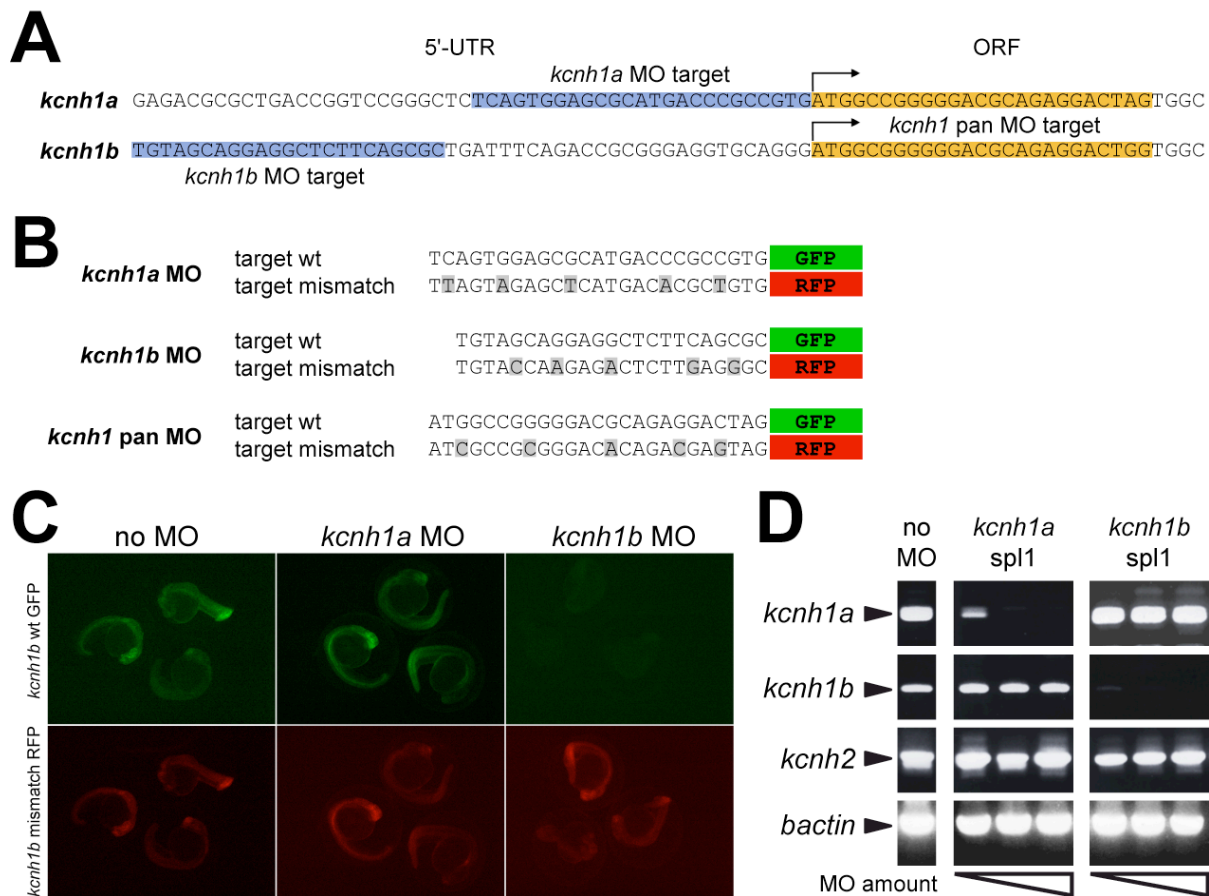 A
5'-UTR ORF
kcnh1a MO target
kcnh1a GAGACGCGCTGACCGGTCCGGGCTCTCAGTGGAGCGCATGACCCGCCGTGATGGCCGGGGGACGCAGAGGACTAGTGGC
kcnh1 pan MO target
kcnh1b TGTAGCAGGAGGCTCTTCAGCGCTGATTTCAGACCGCGGGAGGTGCAGGGATGGCGGGGGGACGCAGAGGACTGGTGGC
kcnh1b MO target
B
kcnh1a MO
target wt TCAGTGGAGCGCATGACCCGCCGTG GFP
target mismatch TTAGTAGAGCTCATGACACGCTGTG RFP
kcnh1b MO
target wt TGTAGCAGGAGGCTCTTCAGCGC GFP
target mismatch TGTACCAAGAGACTCTTGAGGGC RFP
kcnh1 pan MO
target wt ATGGCCGGGGGACGCAGAGGACTAG GFP
target mismatch ATCGCCGCGGGACACAGACGAGTAG RFP
C
no MO kcnh1a MO kcnh1b MO
kcnh1b wt GFP
kcnh1b mismatch RFP
D
no MO
kcnh1a spl1
kcnh1b spl1
kcnh1a
kcnh1b
kcnh2
bactin
MO amount